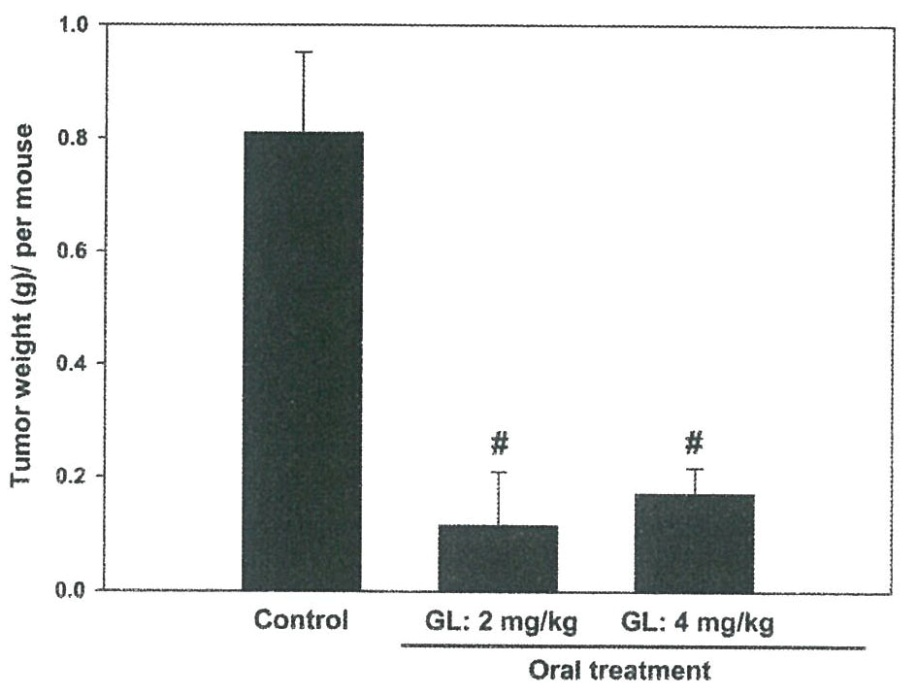 Tumor weight (g)/ per mouse
1.0
0.8
0.6
0.4
0.2
0.0
# #
Control GL: 2 mg/kg GL: 4 mg/kg
Oral treatment